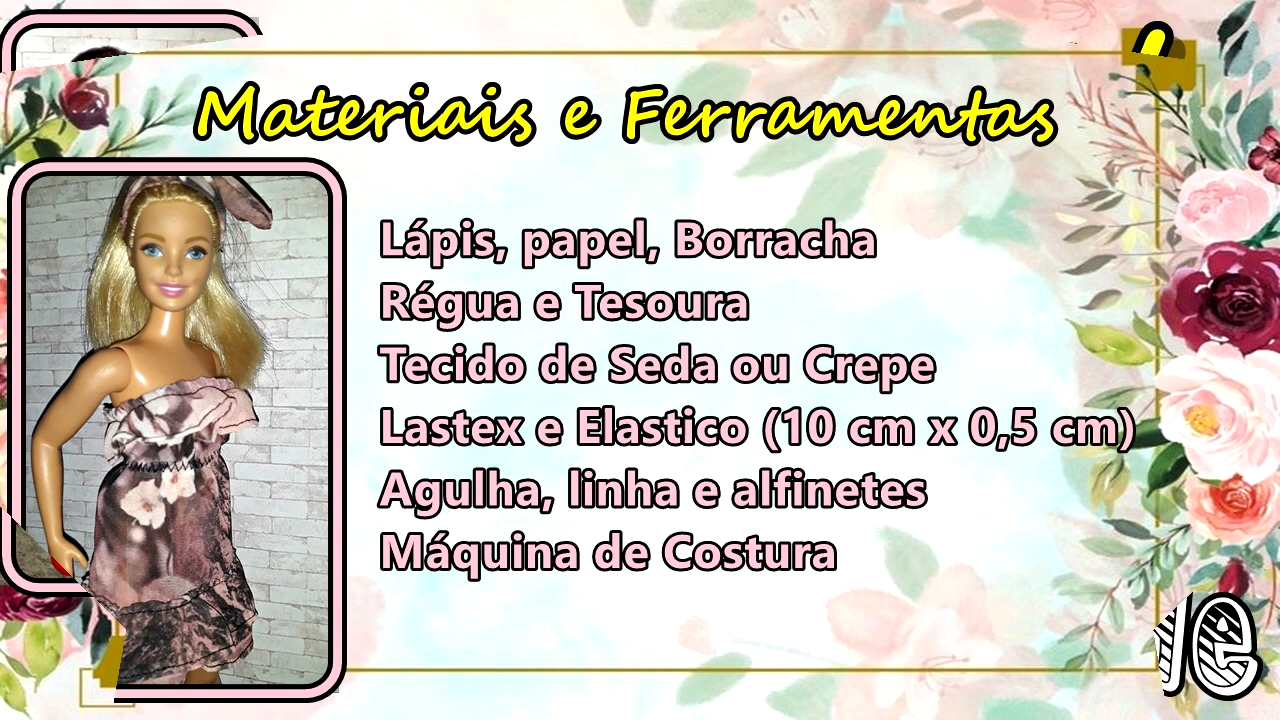 Materiais e Ferramentas
Lápis, papel, Borracha
Régua e Tesoura
Tecido de Seda ou Crepe
Lastex e Elastico (10 cm x 0,5 cm)
Agulha, linha e alfinetes
Máquina de Costura